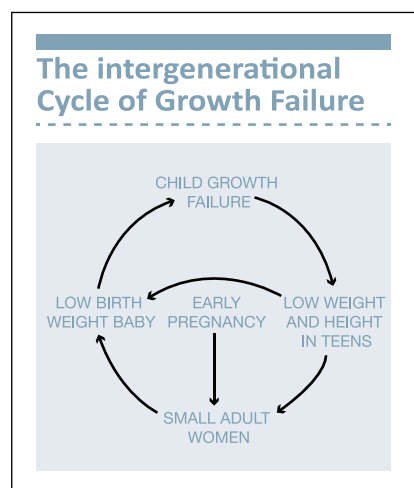 The intergenerational
Cycle of Growth Failure
CHILD GROWTH
FAILURE
LOW BIRTH
WEIGHT BABY
EARLY
PREGNANCY
LOW WEIGHT
AND HEIGHT
IN TEENS
SMALL ADULT
WOMEN